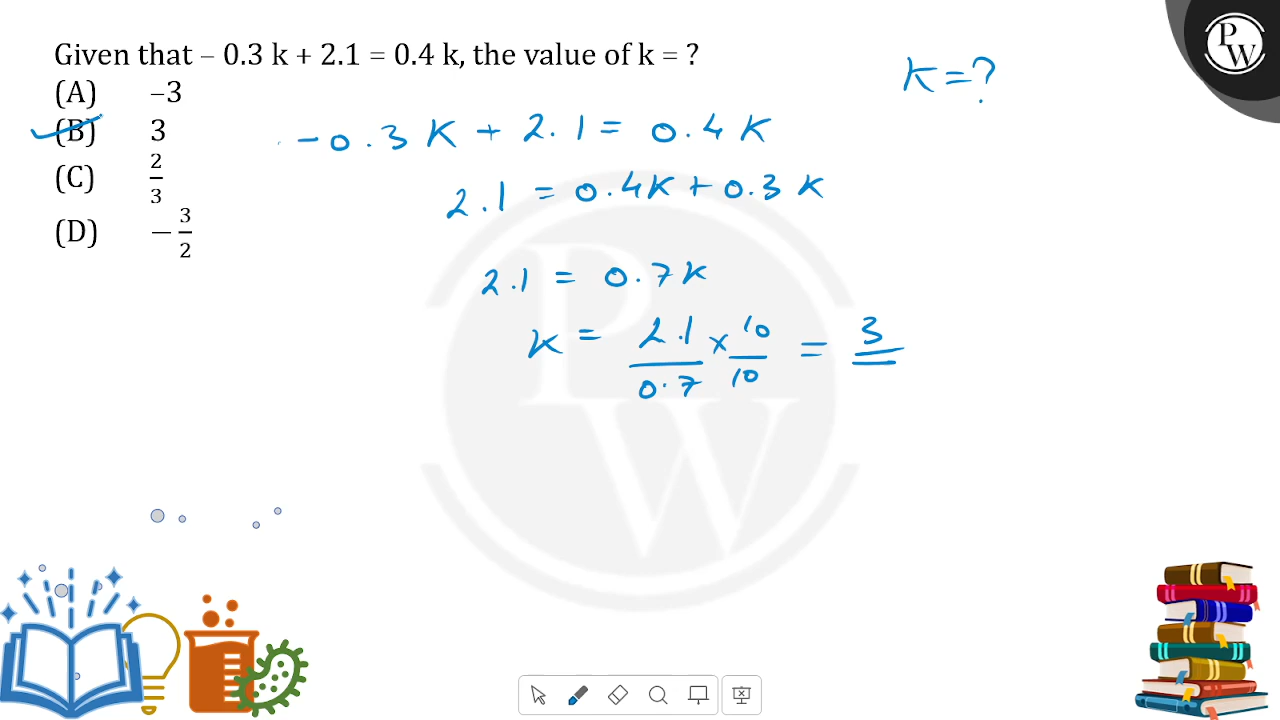 Given that – 0.3 k + 2.1 = 0.4 k, the value of k = ?
(A) –3
(B) 3
(C) 2/3
(D) – 3/2
k = ?
-0.3 k + 2.1 = 0.4 k
2.1 = 0.4k + 0.3 k
2.1 = 0.7k
k = 2.1/0.7 × 10/10 = 3
PW
PW